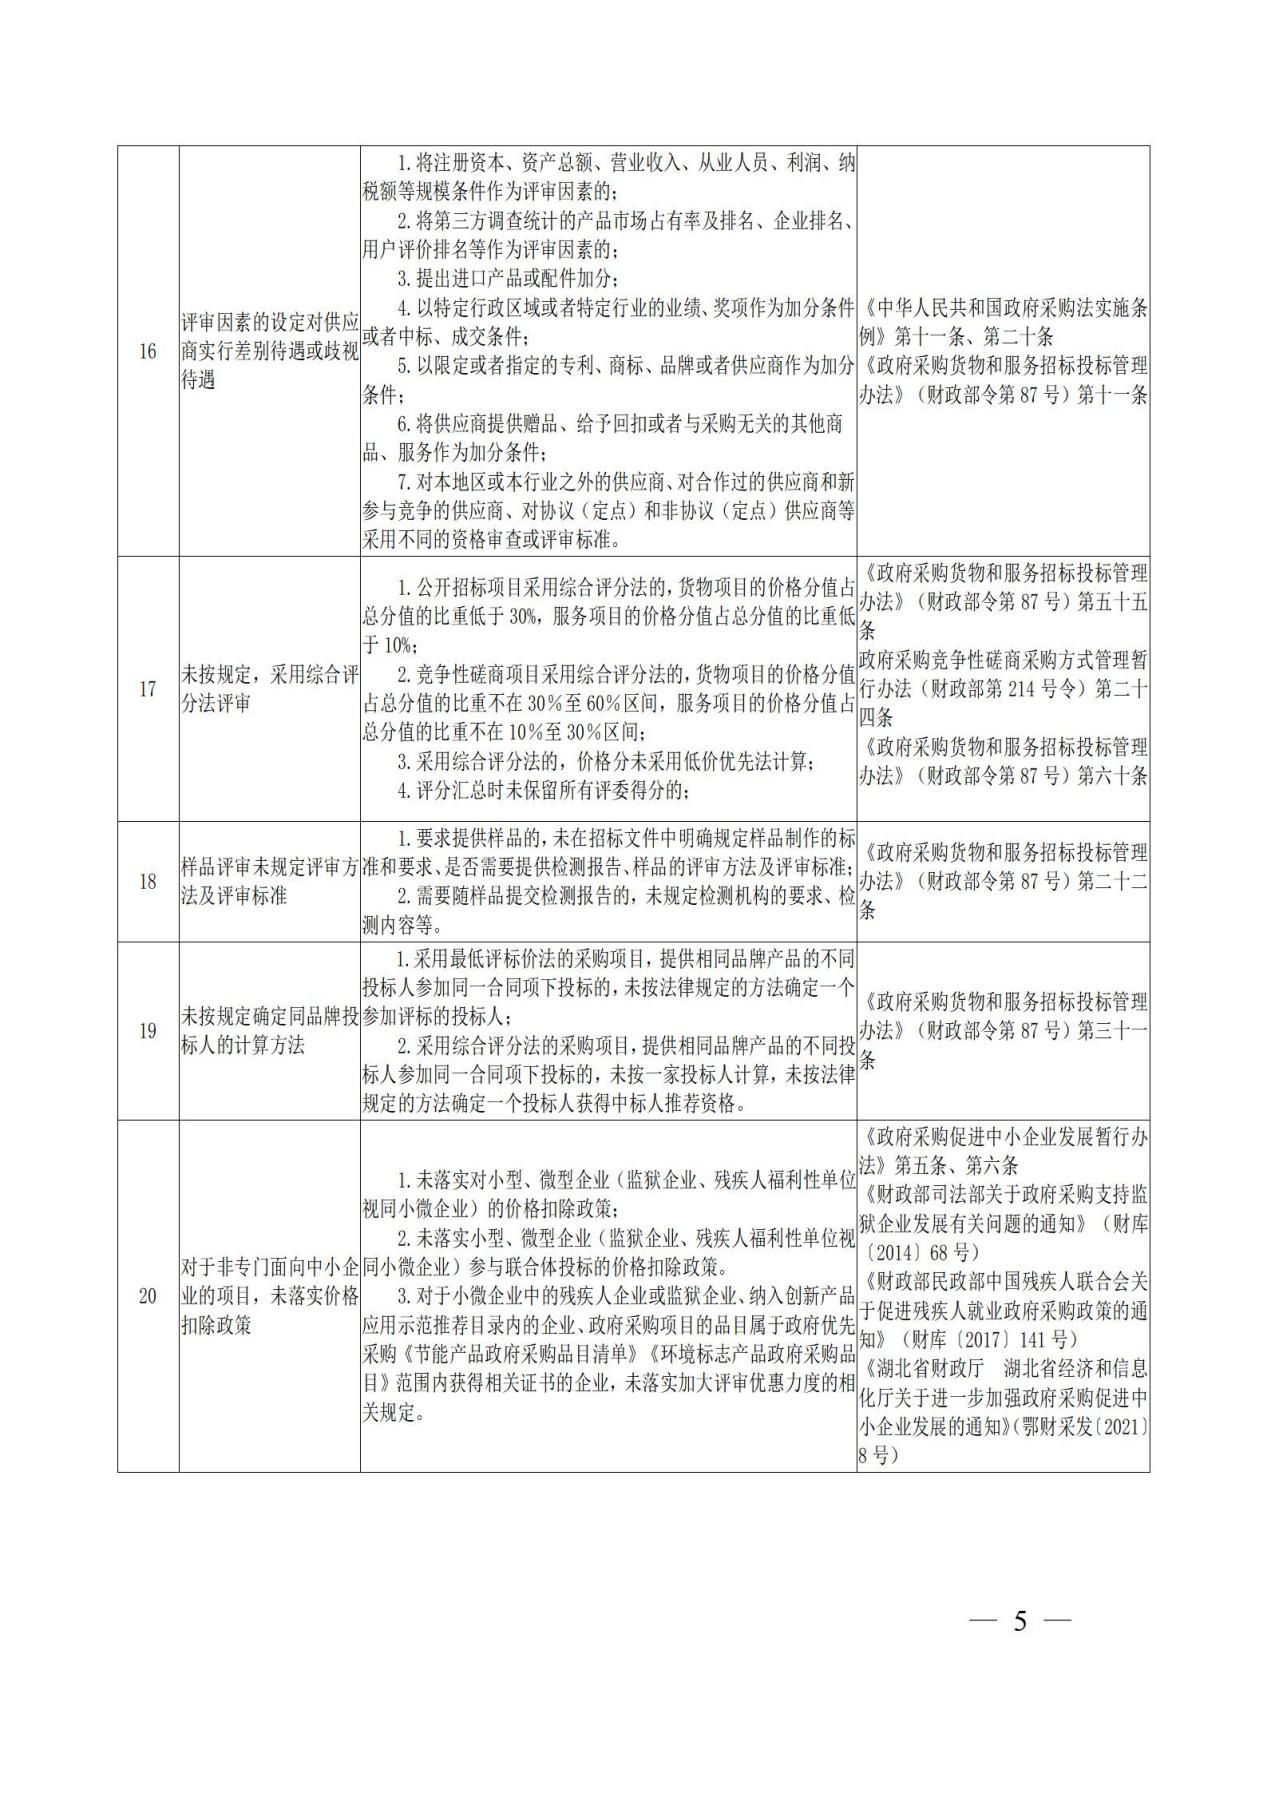 16
评审因素的设定对供应
商实行差别待遇或歧视
待遇
1. 将注册资本、资产总额、营业收入、从业人员、利润、纳
税额等规模条件作为评审因素的；
2. 将第三方调查统计的产品市场占有率及排名、企业排名、
用户评价排名等作为评审因素的；
3. 提出进口产品或配件加分；
4. 以特定行政区域或者特定行业的业绩、奖项作为加分条件
或者中标、成交条件；
5. 以限定或者指定的专利、商标、品牌或者供应商作为加分
条件；
6. 将供应商提供赠品、给予回扣或者与采购无关的其他商
品、服务作为加分条件；
7. 对本地区或本行业之外的供应商、对合作过的供应商和新
参与竞争的供应商、对协议（定点）和非协议（定点）供应商等
采用不同的资格审查或评审标准。
《中华人民共和国政府采购法实施条
例》第十一条、第二十条
《政府采购货物和服务招标投标管理
办法》（财政部令第 87 号）第十一条
17
未按规定，采用综合评
分法评审
1. 公开招标项目采用综合评分法的，货物项目的价格分值占
总分值的比重低于 30%，服务项目的价格分值占总分值的比重低
于 10%；
2. 竞争性磋商项目采用综合评分法的，货物项目的价格分值
占总分值的比重不在 30％至 60％区间，服务项目的价格分值占
总分值的比重不在 10％至 30％区间；
3. 采用综合评分法的，价格分未采用低价优先法计算；
4. 评分汇总时未保留所有评委得分的；
《政府采购货物和服务招标投标管理
办法》（财政部令第 87 号）第五十五
条
政府采购竞争性磋商采购方式管理暂
行办法（财政部第 214 号令）第二十
四条
《政府采购货物和服务招标投标管理
办法》（财政部令第 87 号）第六十条
18
样品评审未规定评审方
法及评审标准
1. 要求提供样品的，未在招标文件中明确规定样品制作的标
准和要求、是否需要提供检测报告、样品的评审方法及评审标准；
2. 需要随样品提交检测报告的，未规定检测机构的要求、检
测内容等。
《政府采购货物和服务招标投标管理
办法》（财政部令第 87 号）第二十二
条
19
未按规定确定同品牌投
标人的计算方法
1. 采用最低评标价法的采购项目，提供相同品牌产品的不同
投标人参加同一合同项下投标的，未按法律规定的方法确定一个
参加评标的投标人；
2. 采用综合评分法的采购项目，提供相同品牌产品的不同投
标人参加同一合同项下投标的，未按一家投标人计算，未按法律
规定的方法确定一个投标人获得中标人推荐资格。
《政府采购货物和服务招标投标管理
办法》（财政部令第 87 号）第三十一
条
20
对于非专门面向中小企
业的项目，未落实价格
扣除政策
1. 未落实对小型、微型企业（监狱企业、残疾人福利性单位
视同小微企业）的价格扣除政策；
2. 未落实小型、微型企业（监狱企业、残疾人福利性单位视
同小微企业）参与联合体投标的价格扣除政策。
3. 对于小微企业中的残疾人企业或监狱企业、纳入创新产品
应用示范推荐目录内的企业、政府采购项目的品目属于政府优先
采购《节能产品政府采购品目清单》《环境标志产品政府采购品
目》范围内获得相关证书的企业，未落实加大评审优惠力度的相
关规定。
《政府采购促进中小企业发展暂行办
法》第五条、第六条
《财政部司法部关于政府采购支持监
狱企业发展有关问题的通知》（财库
〔2014〕68 号）
《财政部民政部中国残疾人联合会关
于促进残疾人就业政府采购政策的通
知》（财库〔2017〕141 号）
《湖北省财政厅　湖北省经济和信息
化厅关于进一步加强政府采购促进中
小企业发展的通知》（鄂财采发〔2021〕
8 号）
— 5 —